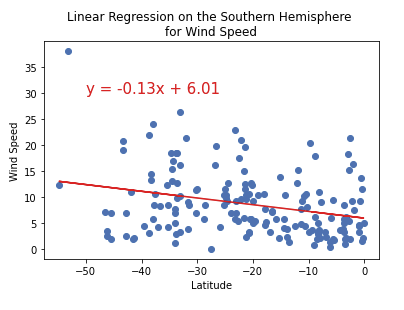 Linear Regression on the Southern Hemisphere
for Wind Speed
y = -0.13x + 6.01
35
30
25
20
15
10
5
0
Wind Speed
−50 −40 −30 −20 −10 0
Latitude